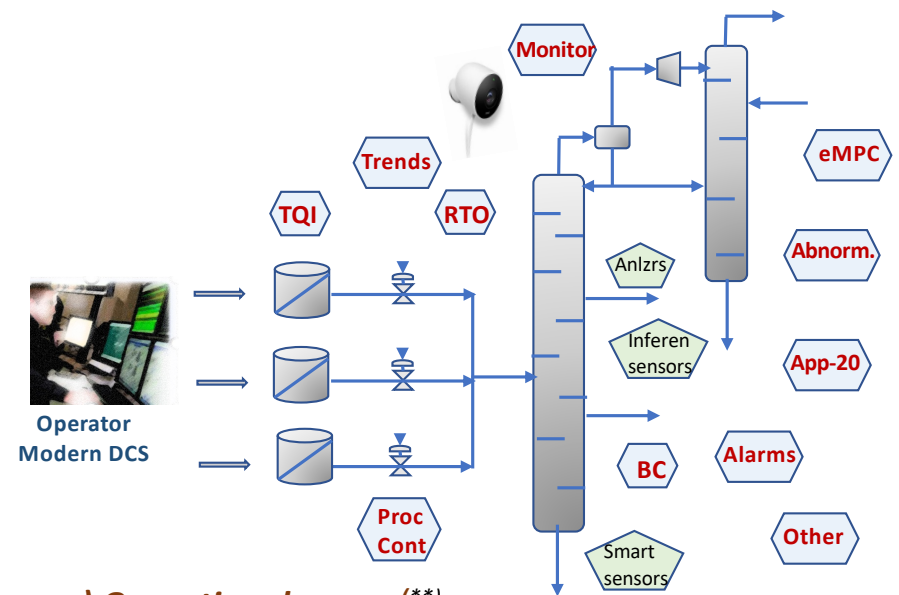 Monitor
Trends
eMPC
TQI
RTO
Abnorm.
Anlzrs
Inferen
sensors
App-20
Operator
Modern DCS
BC
Alarms
Proc
Cont
Other
Smart
sensors